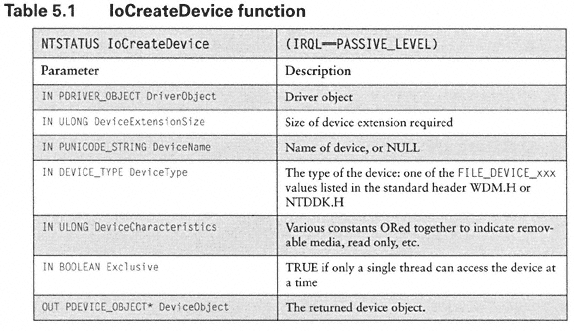 Table 5.1 IoCreateDevice function
NTSTATUS IoCreateDevice (IRQL==PASSIVE_LEVEL)
Parameter Description
IN PDRIVER_OBJECT DriverObject Driver object
IN ULONG DeviceExtensionSize Size of device extension required
IN PUNICODE_STRING DeviceName Name of device, or NULL
IN DEVICE_TYPE DeviceType The type of the device: one of the FILE_DEVICE_xxx
values listed in the standard header WDM.H or
NTDDK.H
IN ULONG DeviceCharacteristics Various constants ORed together to indicate remov-
able media, read only, etc.
IN BOOLEAN Exclusive TRUE if only a single thread can access the device at
a time
OUT PDEVICE_OBJECT* DeviceObject The returned device object.